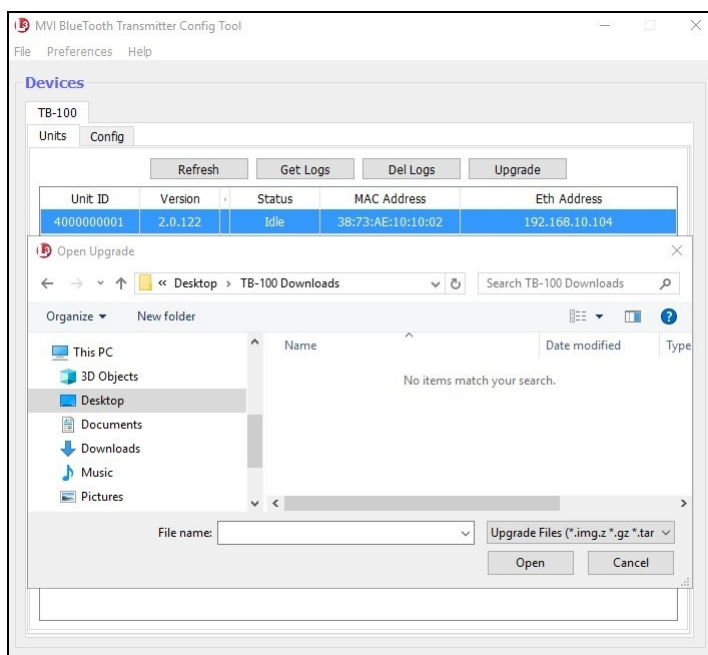 MVI BlueTooth Transmitter Config Tool
File Preferences Help
Devices
TB-100
Units Config
Refresh Get Logs Del Logs Upgrade
Unit ID Version Status MAC Address Eth Address
4000000001 2.0.122 Idle 38:73:AE:10:10:02 192.168.10.104
Open Upgrade
« Desktop › TB-100 Downloads Search TB-100 Downloads
Organize New folder
Name Date modified Type
This PC
No items match your search.
3D Objects
Desktop
Documents
Downloads
Music
Pictures
File name: Upgrade Files (*.img.z *.gz *.tar
Open Cancel